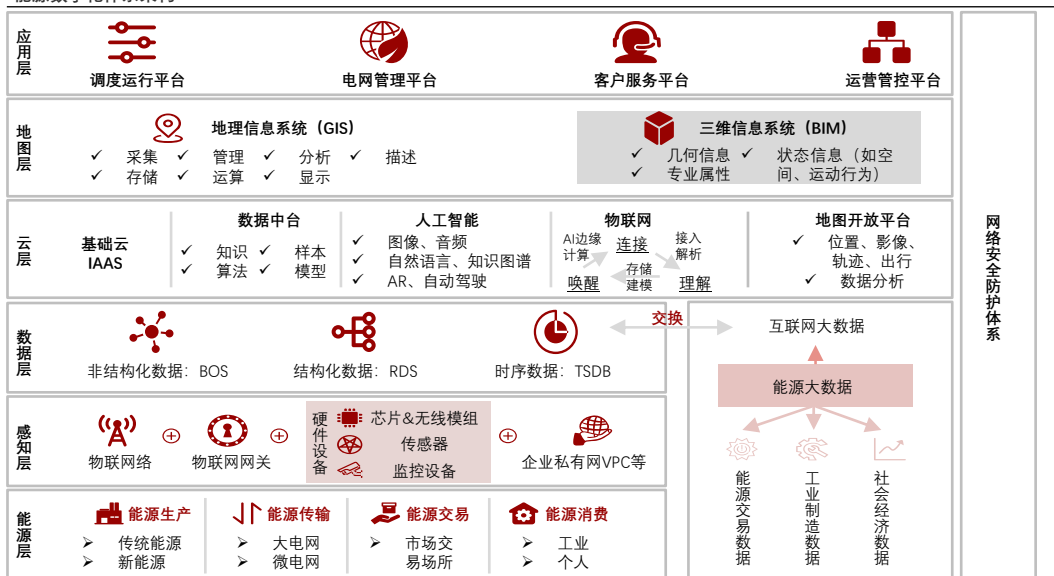 能源数字化体系架构
应用层
调度运行平台
电网管理平台
客户服务平台
运营管控平台
地图层
地理信息系统（GIS）
✓ 采集 ✓ 管理 ✓ 分析 ✓ 描述
✓ 存储 ✓ 运算 ✓ 显示
三维信息系统（BIM）
✓ 几何信息 ✓ 状态信息（如空
✓ 专业属性 间、运动行为）
云层
基础云
IAAS
数据中台
✓ 知识 ✓ 样本
✓ 算法 ✓ 模型
人工智能
✓ 图像、音频
✓ 自然语言、知识图谱
✓ AR、自动驾驶
物联网
AI边缘
计算
连接
接入
解析
唤醒
存储
建模
理解
地图开放平台
✓ 位置、影像、
轨迹、出行
✓ 数据分析
数据层
非结构化数据：BOS
结构化数据：RDS
时序数据：TSDB
交换
互联网大数据
能源大数据
能源交易数据
工业制造数据
社会经济数据
感知层
物联网络
物联网网关
硬件设备
芯片&无线模组
传感器
监控设备
企业私有网VPC等
能源层
能源生产
➢ 传统能源
➢ 新能源
能源传输
➢ 大电网
➢ 微电网
能源交易
➢ 市场交
易场所
能源消费
➢ 工业
➢ 个人
网络安全防护体系